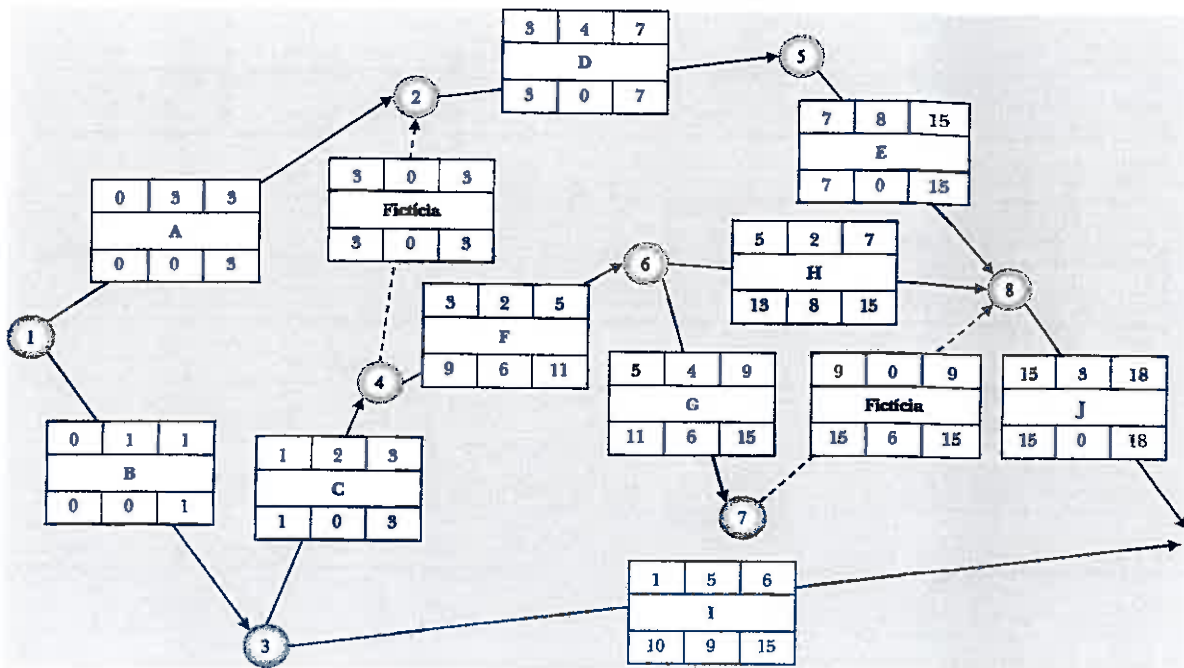 3 4 7
D
3 0 7
5
2
7 8 15
E
7 0 15
3 0 3
Fictícia
3 0 3
0 3 3
A
0 0 3
5 2 7
H
13 8 15
6
8
3 2 5
F
9 6 11
1
4
5 4 9
G
11 6 15
9 0 9
Fictícia
15 6 15
15 3 18
J
15 0 18
0 1 1
B
0 0 1
1 2 3
C
1 0 3
7
1 5 6
I
10 9 15
3